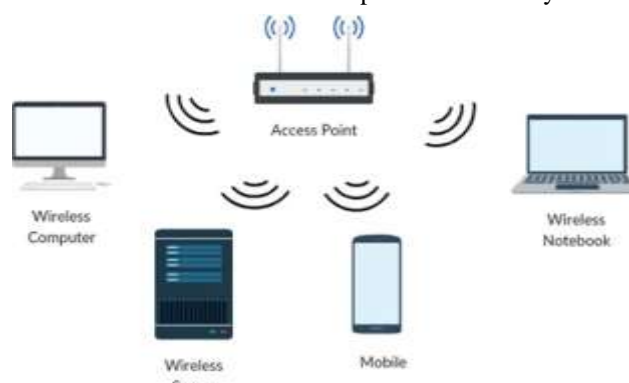 Access Point
Wireless
Computer
Wireless
Notebook
Wireless
Mobile